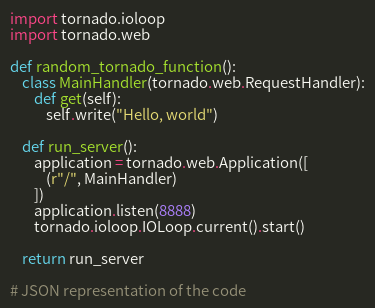 import tornado.ioloop
import tornado.web

def random_tornado_function():
    class MainHandler(tornado.web.RequestHandler):
        def get(self):
            self.write("Hello, world")

    def run_server():
        application = tornado.web.Application([
            (r"/", MainHandler)
        ])
        application.listen(8888)
        tornado.ioloop.IOLoop.current().start()

    return run_server

# JSON representation of the code